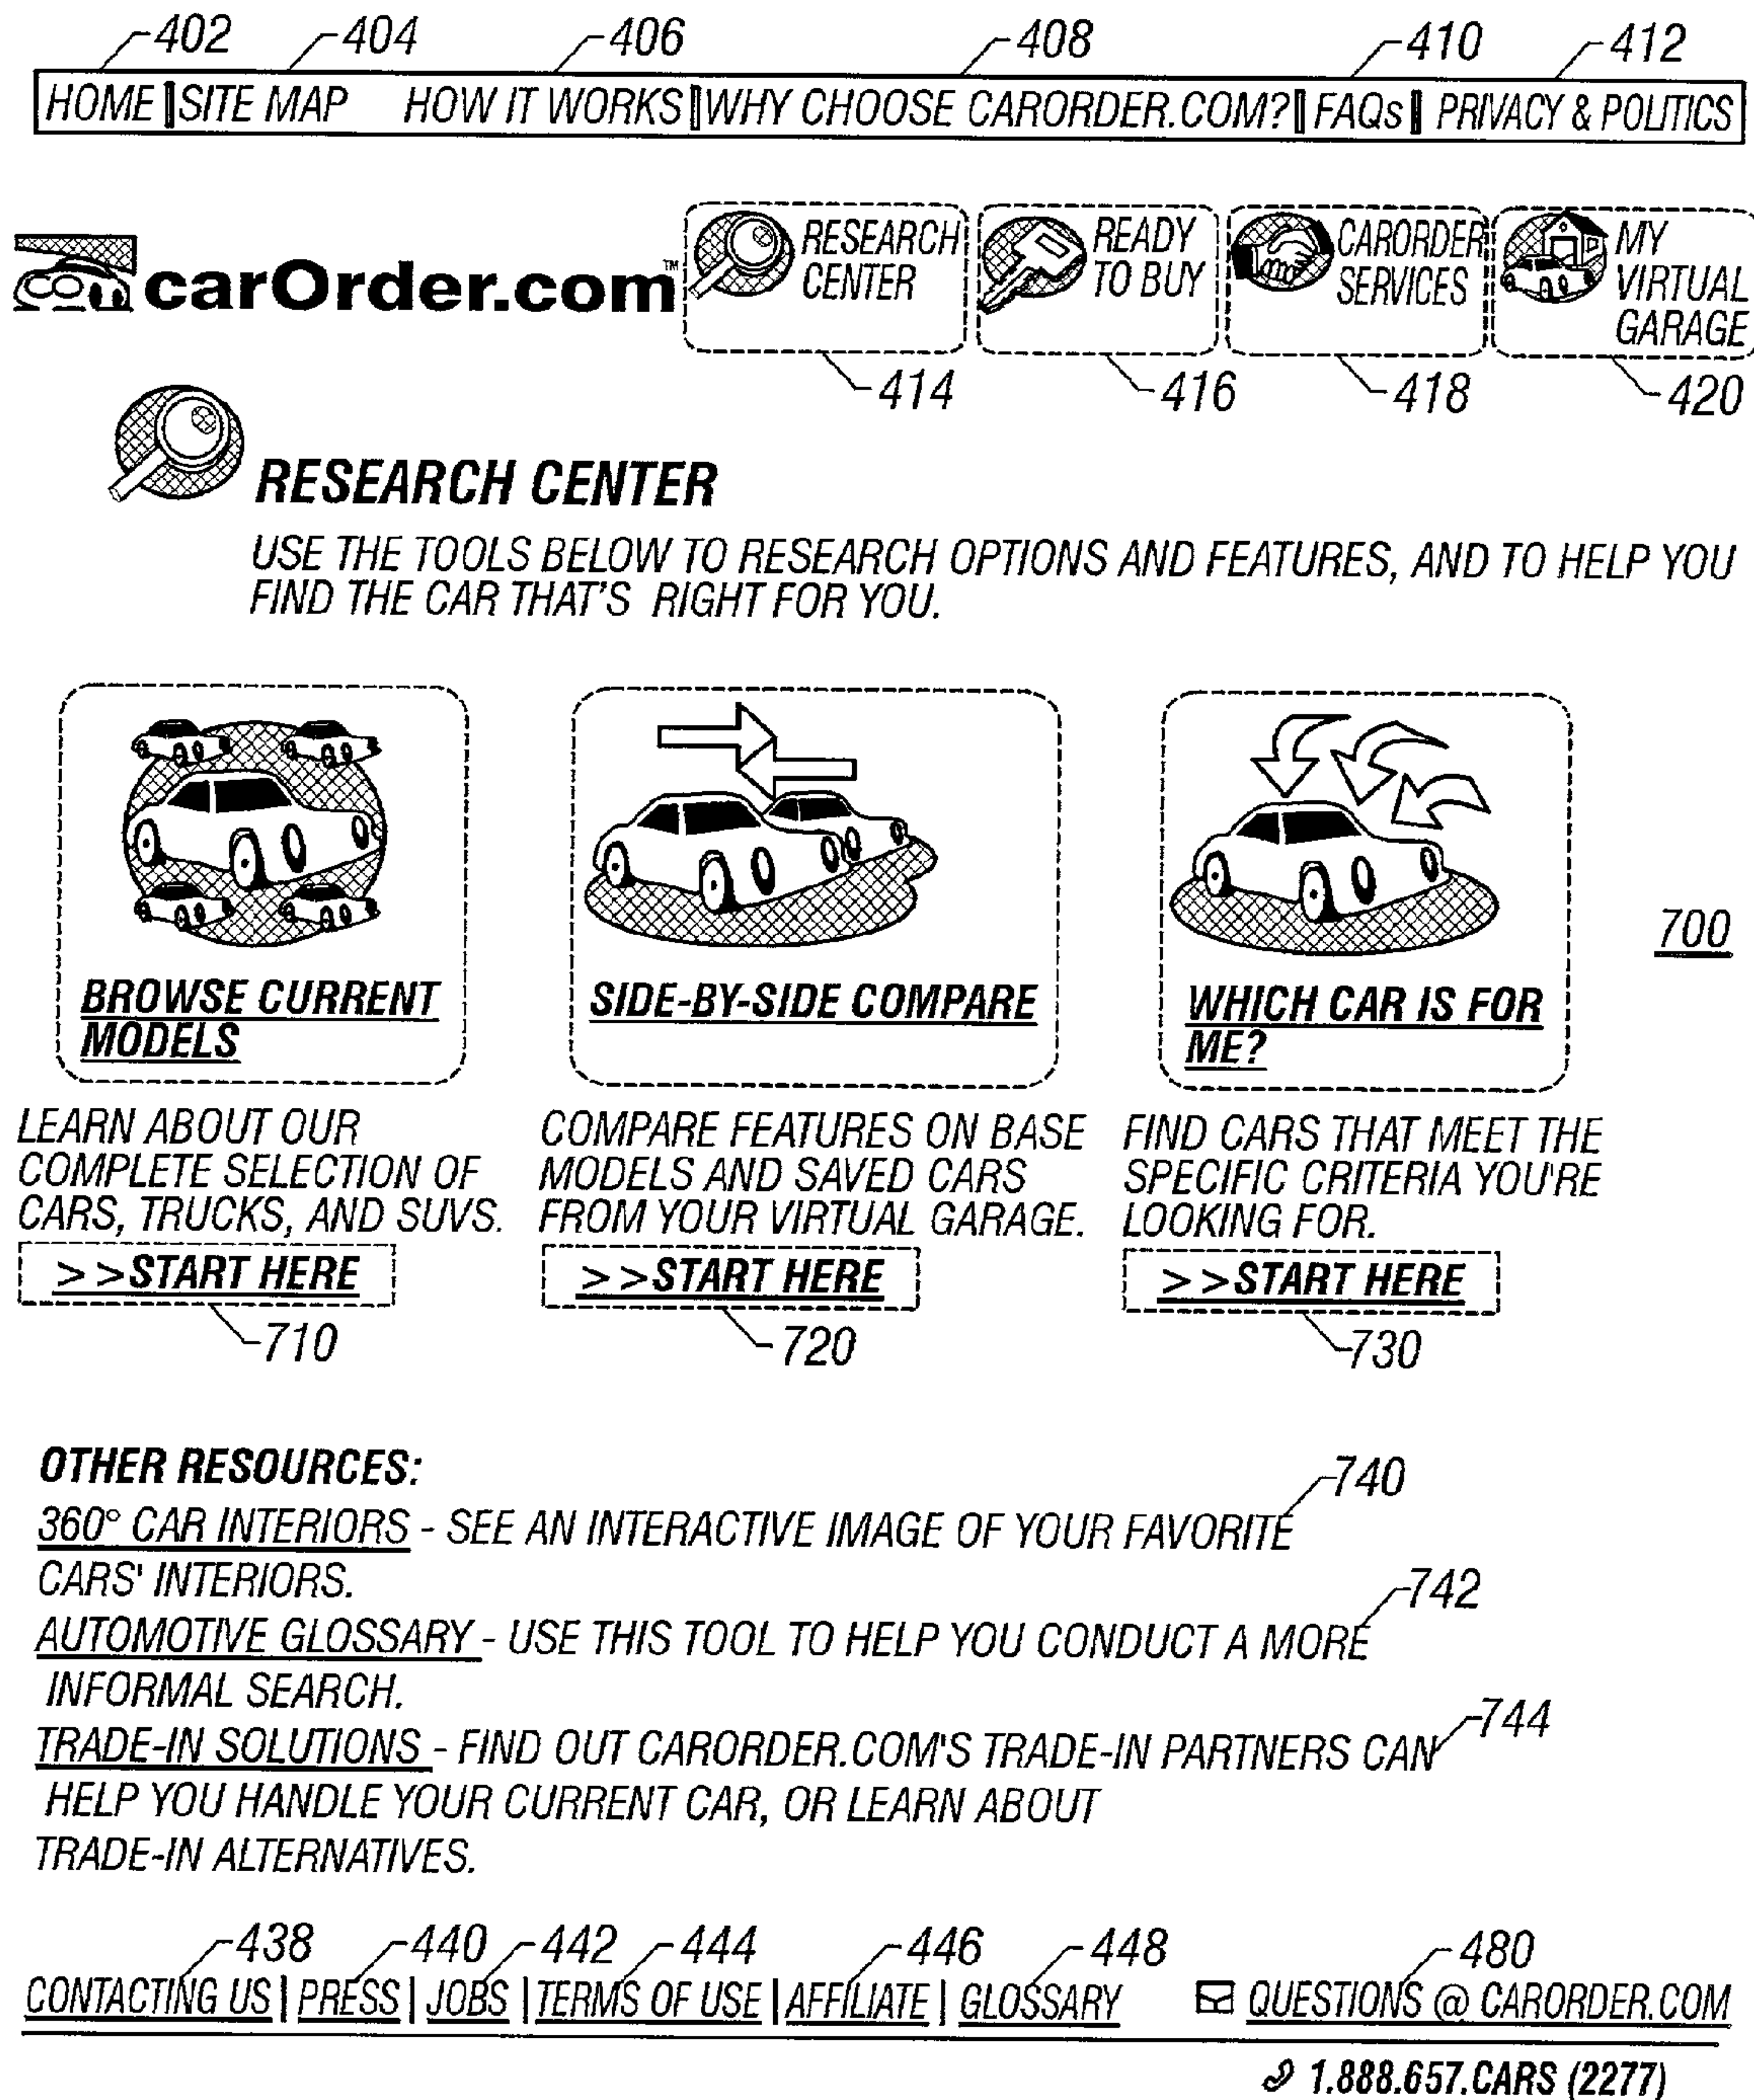 402 404 406 408 410 412
HOME SITE MAP HOW IT WORKS WHY CHOOSE CARORDER.COM? FAQs PRIVACY & POLITICS
carOrder.com™
RESEARCH
CENTER
READY
TO BUY
CARORDER
SERVICES
MY
VIRTUAL
GARAGE
414 416 418 420
RESEARCH CENTER
USE THE TOOLS BELOW TO RESEARCH OPTIONS AND FEATURES, AND TO HELP YOU
FIND THE CAR THAT'S RIGHT FOR YOU.
700
BROWSE CURRENT
MODELS
LEARN ABOUT OUR
COMPLETE SELECTION OF
CARS, TRUCKS, AND SUVS.
>>START HERE
710
SIDE-BY-SIDE COMPARE
COMPARE FEATURES ON BASE
MODELS AND SAVED CARS
FROM YOUR VIRTUAL GARAGE.
>>START HERE
720
WHICH CAR IS FOR
ME?
FIND CARS THAT MEET THE
SPECIFIC CRITERIA YOU'RE
LOOKING FOR.
>>START HERE
730
OTHER RESOURCES:
740
360° CAR INTERIORS - SEE AN INTERACTIVE IMAGE OF YOUR FAVORITE
CARS' INTERIORS.
742
AUTOMOTIVE GLOSSARY - USE THIS TOOL TO HELP YOU CONDUCT A MORE
INFORMAL SEARCH.
744
TRADE-IN SOLUTIONS - FIND OUT CARORDER.COM'S TRADE-IN PARTNERS CAN
HELP YOU HANDLE YOUR CURRENT CAR, OR LEARN ABOUT
TRADE-IN ALTERNATIVES.
438 440 442 444 446 448 480
CONTACTING US | PRESS | JOBS | TERMS OF USE | AFFILIATE | GLOSSARY QUESTIONS @ CARORDER.COM
1.888.657.CARS (2277)